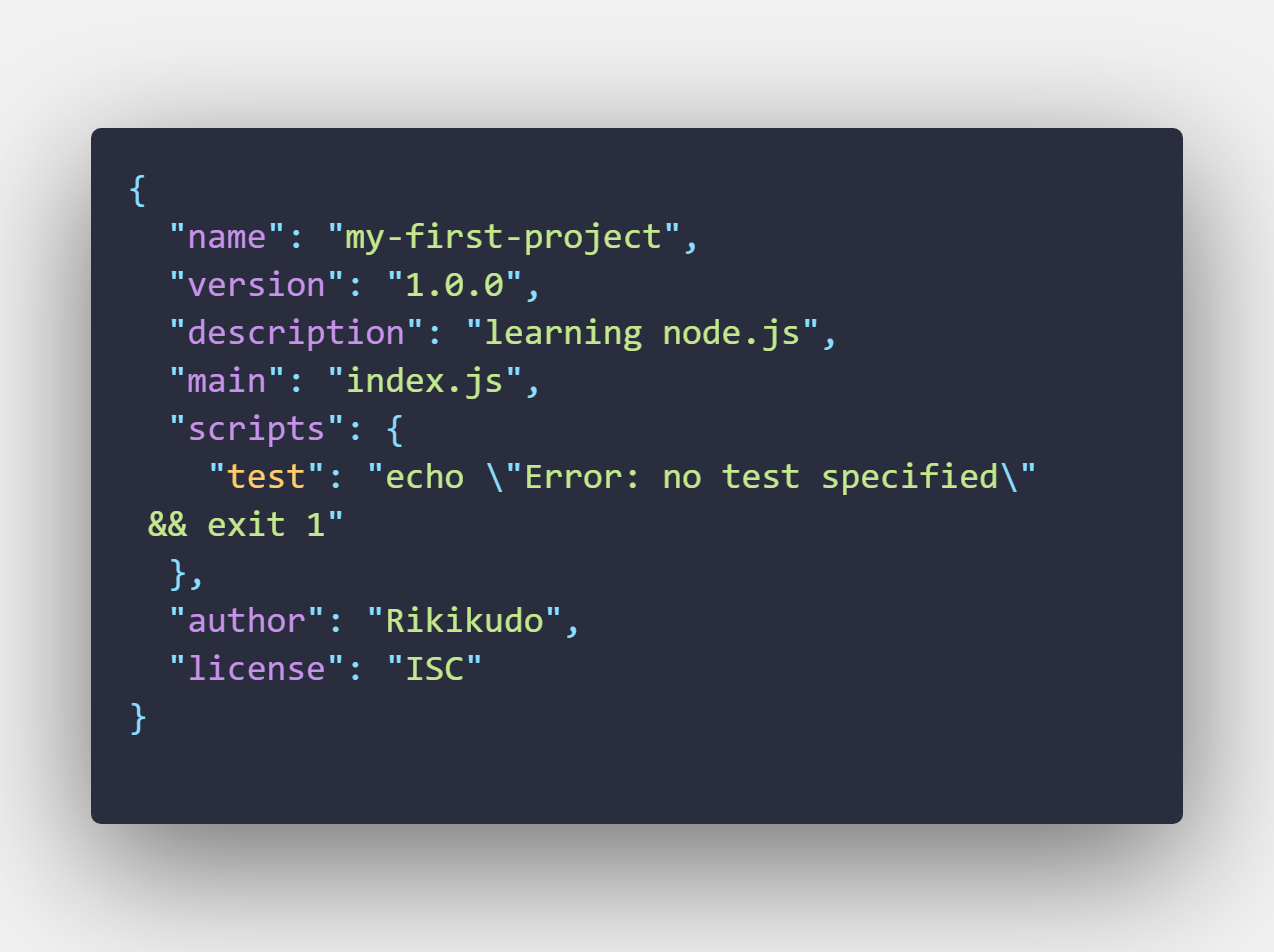 {
  "name": "my-first-project",
  "version": "1.0.0",
  "description": "learning node.js",
  "main": "index.js",
  "scripts": {
    "test": "echo \"Error: no test specified\"
 && exit 1"
  },
  "author": "Rikikudo",
  "license": "ISC"
}